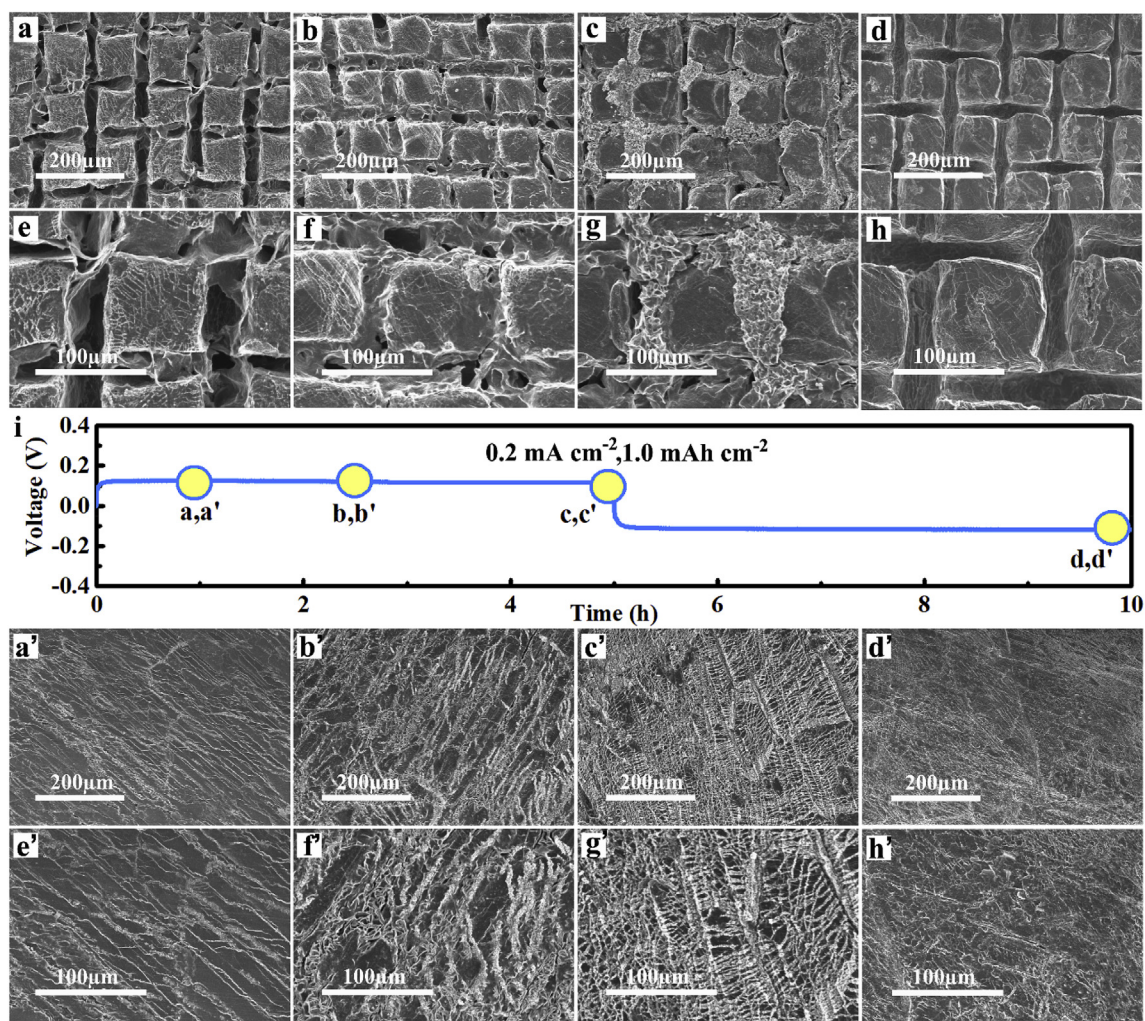 a b c d
200µm 200µm 200µm 200µm
e f g h
100µm 100µm 100µm 100µm
i
0.4
0.2 mA cm-2,1.0 mAh cm-2
0.2
0.0
-0.2
-0.4
Voltage (V)
a,a' b,b' c,c'
d,d'
0 2 4 6 8 10
Time (h)
a’ b’ c’ d’
200µm 200µm 200µm 200µm
e’ f’ g’ h’
100µm 100µm 100µm 100µm